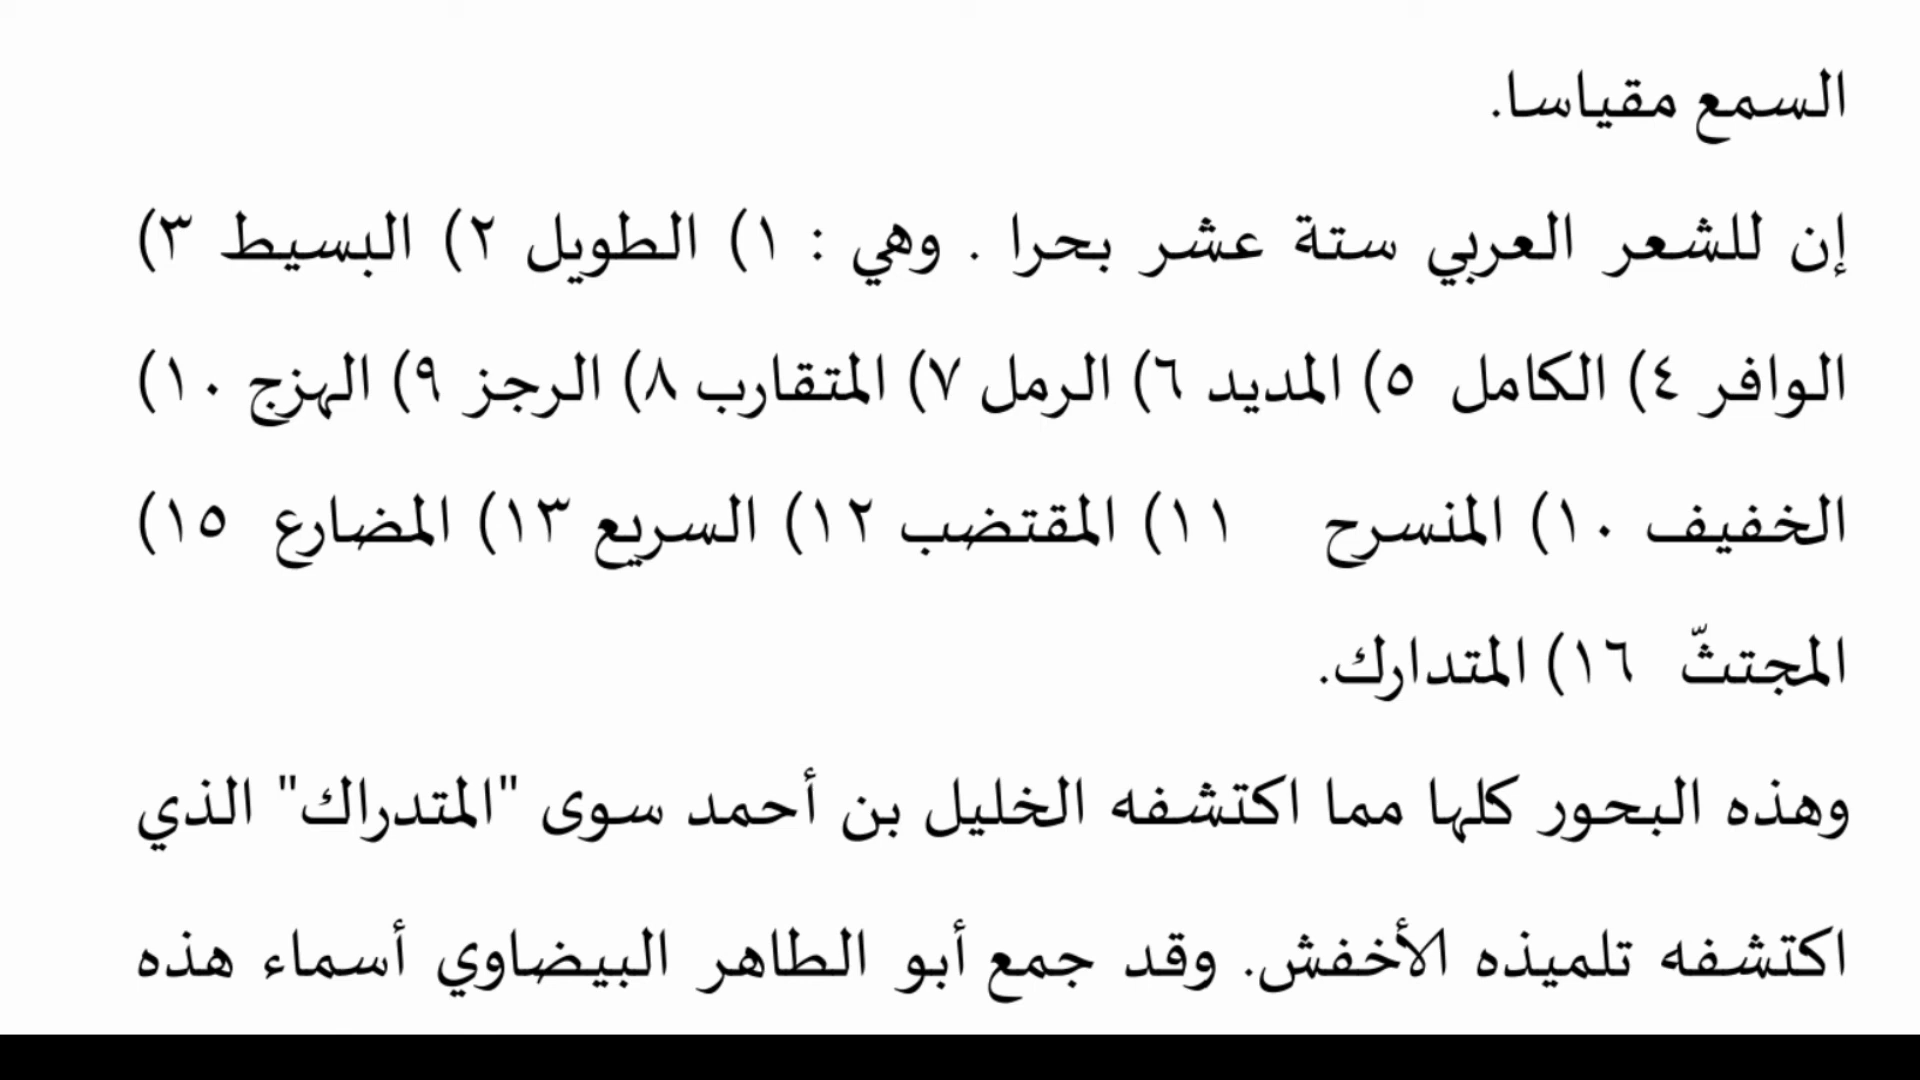 السمع مقياسا.
إن للشعر العربي ستة عشر بحرا . وهي : ١) الطويل ٢) البسيط ٣)
الوافر ٤) الكامل ٥) المديد ٦) الرمل ٧) المتقارب ٨) الرجز ٩) الهزج ١٠)
الخفيف ١٠) المنسرح ١١) المقتضب ١٢) السريع ١٣) المضارع ١٥)
المجتثّ ١٦) المتدارك.
وهذه البحور كلها مما اكتشفه الخليل بن أحمد سوى "المتدراك" الذي
اكتشفه تلميذه الأخفش. وقد جمع أبو الطاهر البيضاوي أسماء هذه